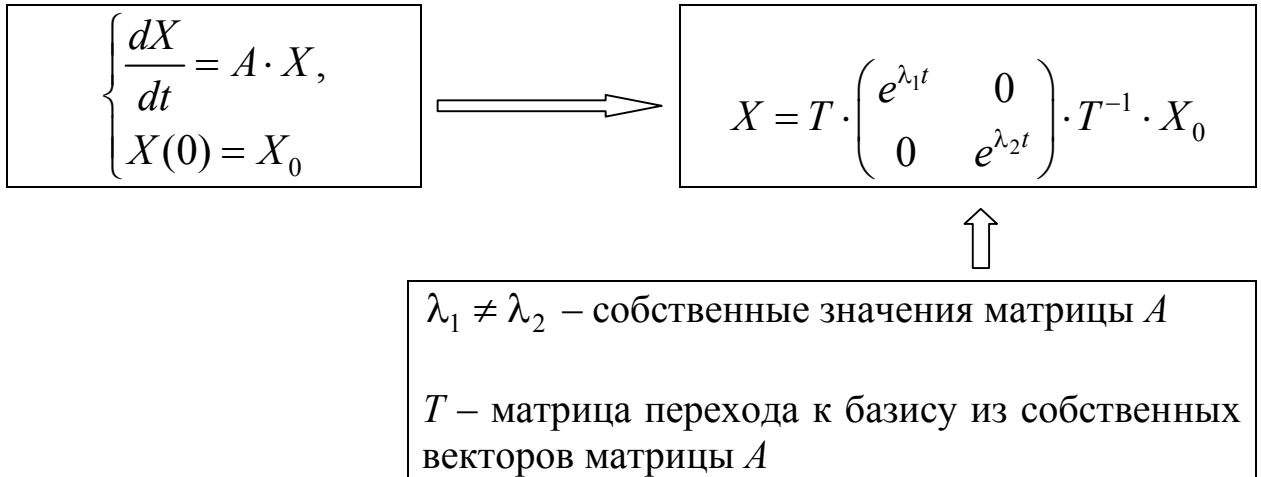 dX/dt = A · X,
X(0) = X₀
X = T · ( e^{λ₁t} 0
0 e^{λ₂t} ) · T⁻¹ · X₀
λ₁ ≠ λ₂ – собственные значения матрицы A
T – матрица перехода к базису из собственных
векторов матрицы A